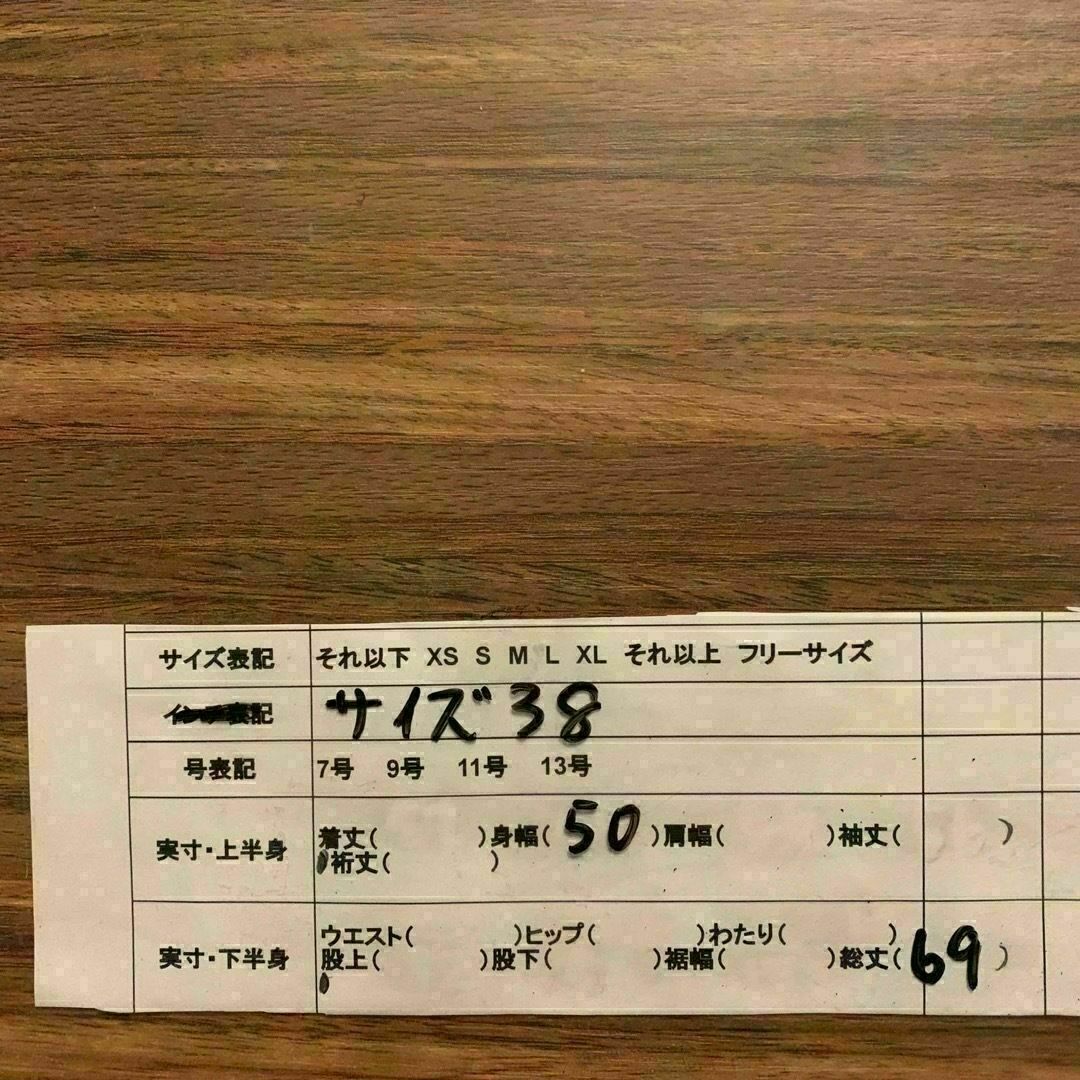 サイズ表記 それ以下 XS S M L XL それ以上 フリーサイズ
インチ表記 サイズ 38
号表記 7号 9号 11号 13号
実寸・上半身 着丈( )身幅( 50 )肩幅( )袖丈( )
裄丈( )
実寸・下半身 ウエスト( )ヒップ( )わたり( )
股上( )股下( )裾幅( )総丈( 69 )